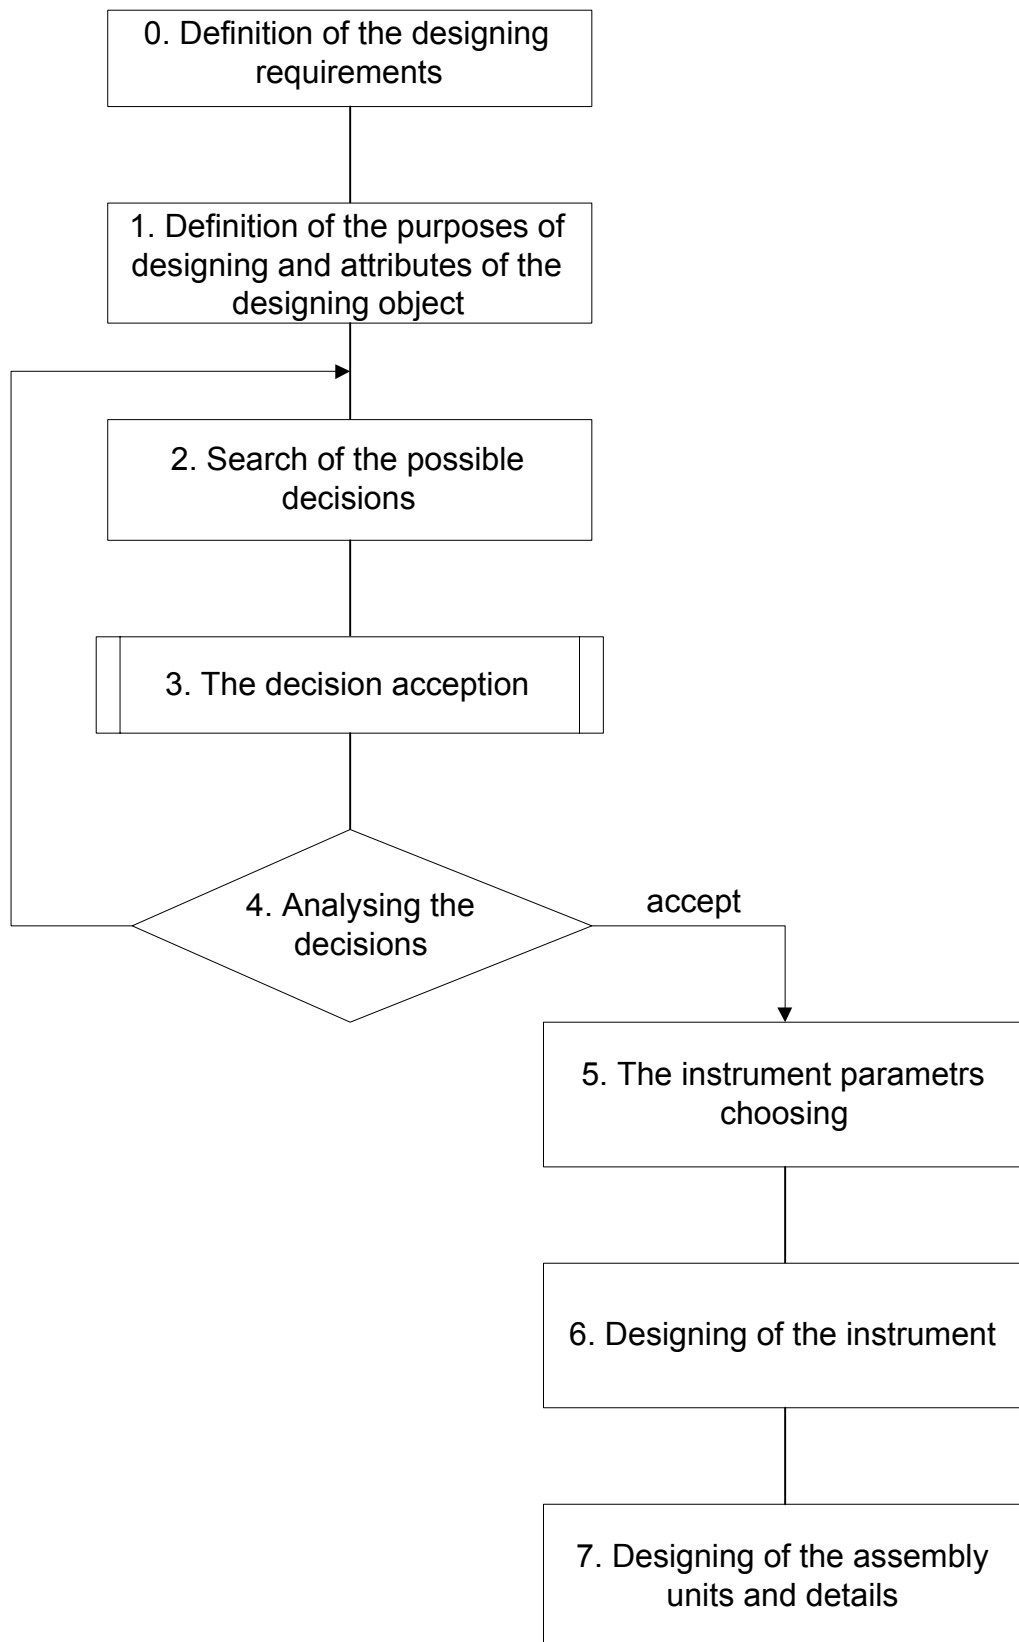 0. Definition of the designing
requirements
1. Definition of the purposes of
designing and attributes of the
designing object
2. Search of the possible
decisions
3. The decision acception
4. Analysing the
decisions
accept
5. The instrument parametrs
choosing
6. Designing of the instrument
7. Designing of the assembly
units and details